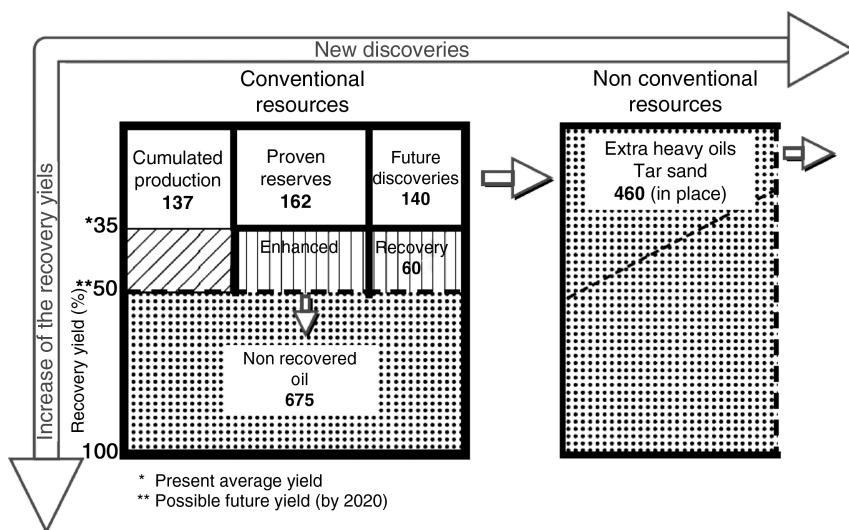 New discoveries
Conventional
resources
Non conventional
resources
Increase of the recovery yiels
Recovery yield (%)
*35
**50
100
Cumulated
production
137
Proven
reserves
162
Future
discoveries
140
Enhanced
Recovery
60
Non recovered
oil
675
Extra heavy oils
Tar sand
460 (in place)
* Present average yield
** Possible future yield (by 2020)